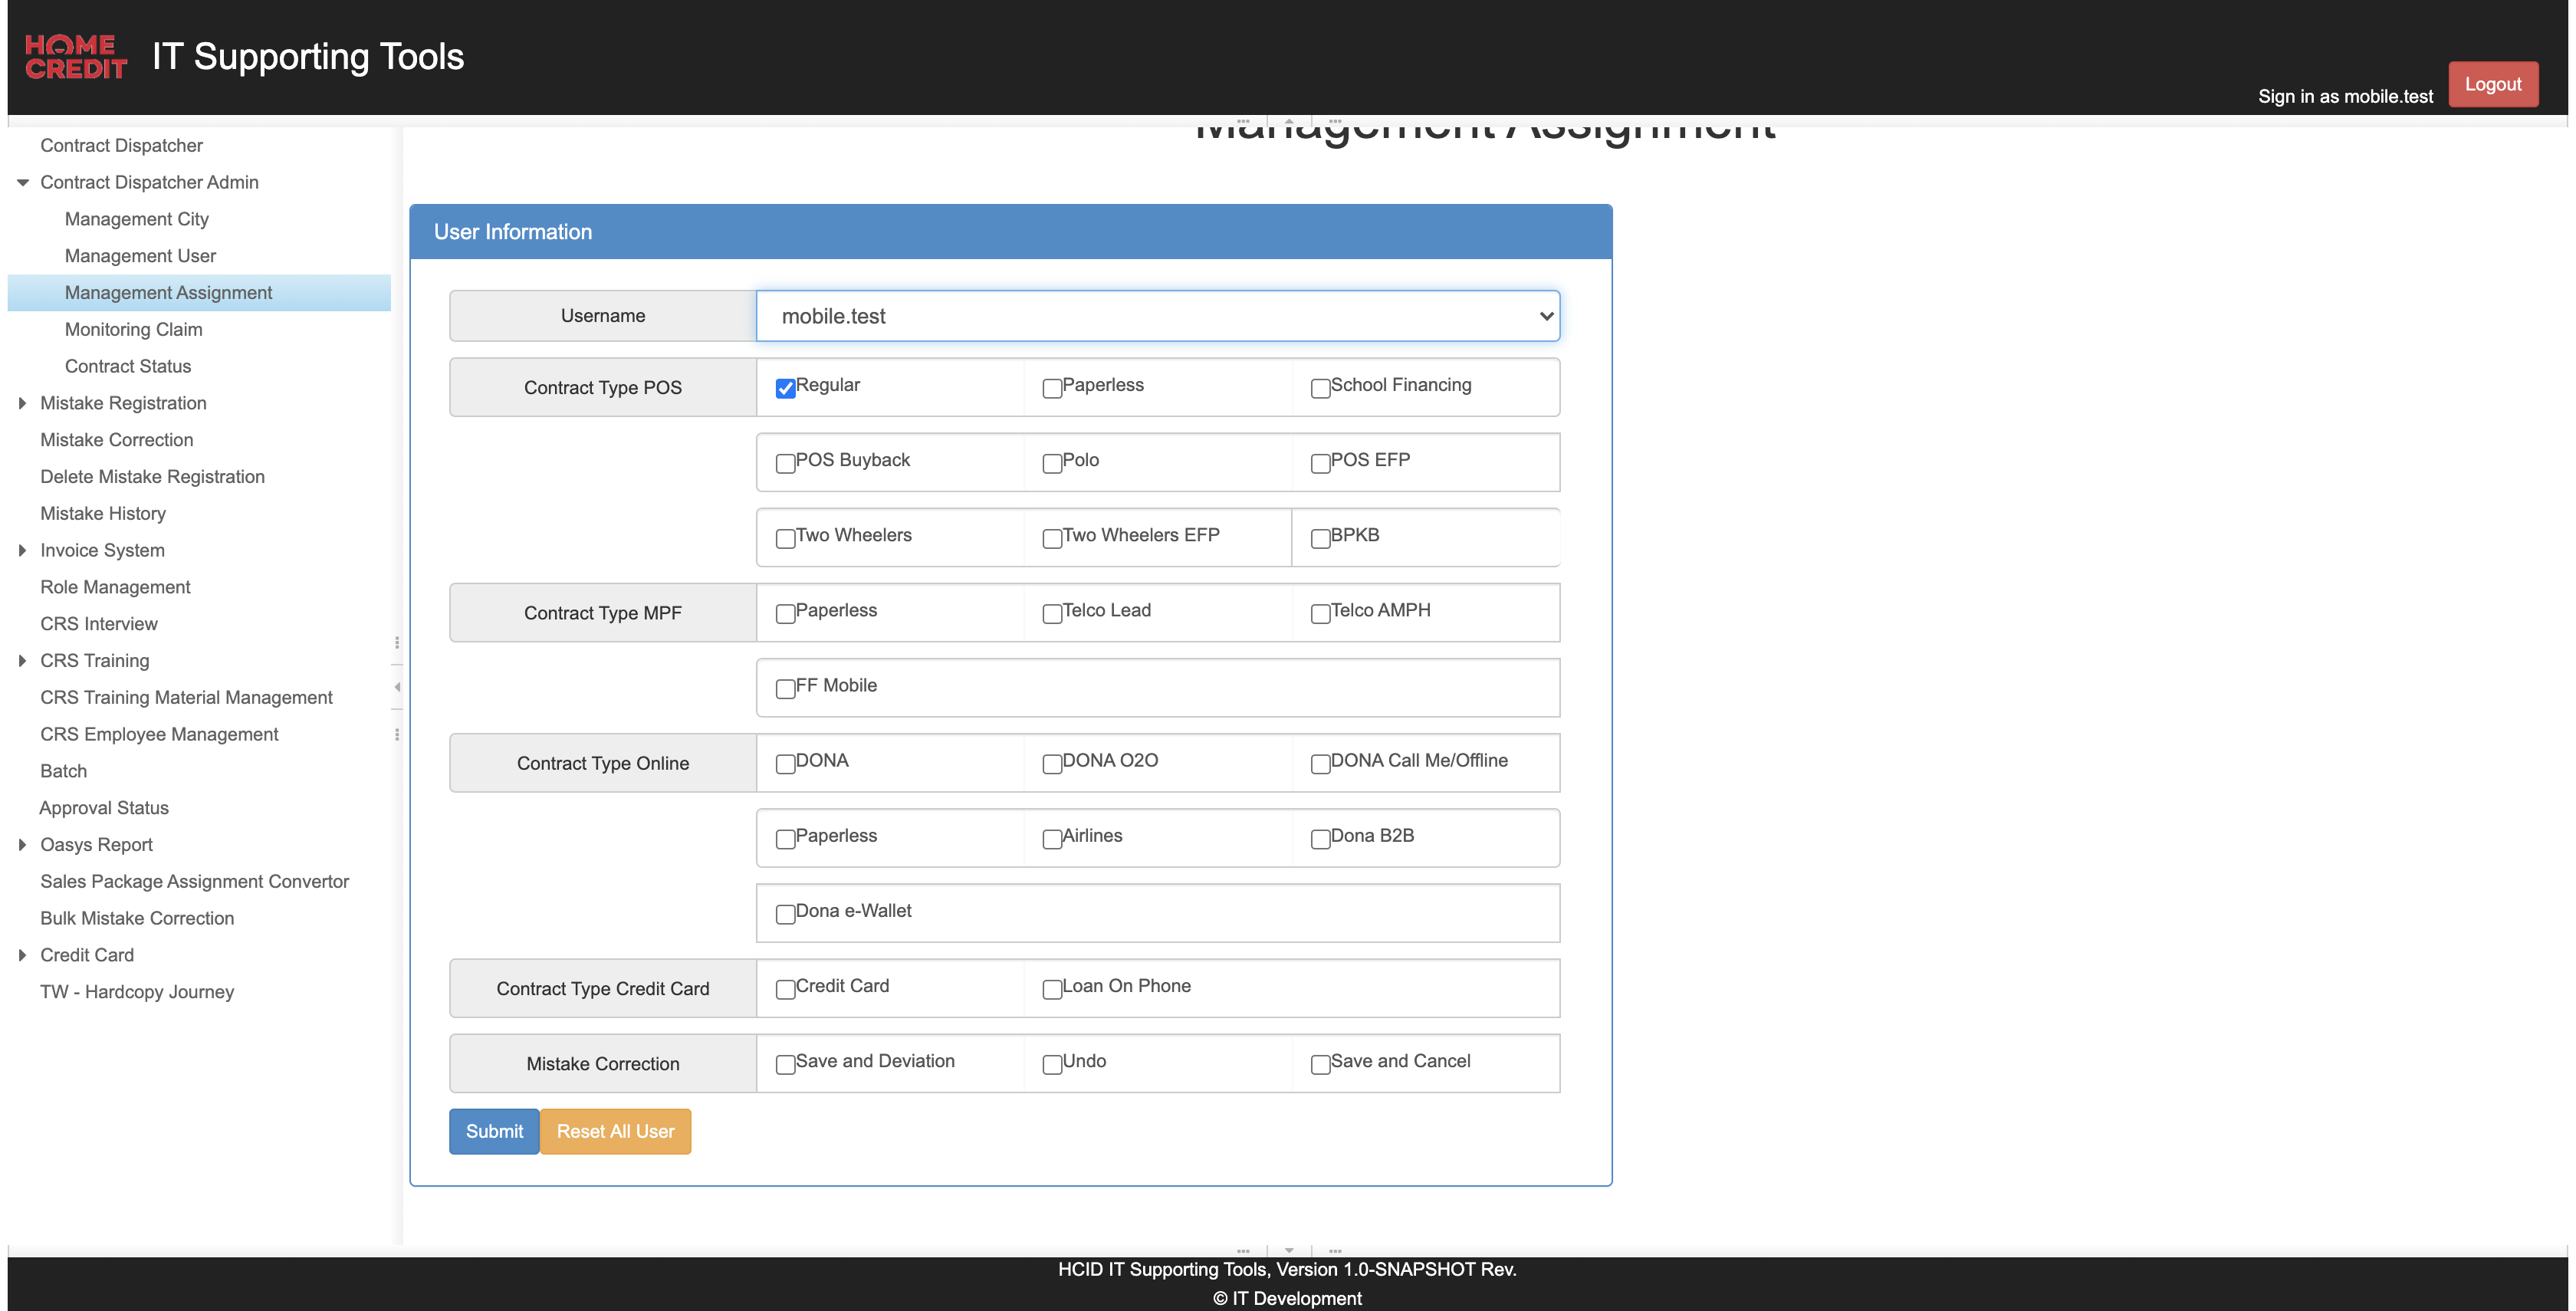 HOME
CREDIT
IT Supporting Tools
Sign in as mobile.test
Logout
Contract Dispatcher
Contract Dispatcher Admin
Management City
Management User
Management Assignment
Monitoring Claim
Contract Status
Mistake Registration
Mistake Correction
Delete Mistake Registration
Mistake History
Invoice System
Role Management
CRS Interview
CRS Training
CRS Training Material Management
CRS Employee Management
Batch
Approval Status
Oasys Report
Sales Package Assignment Convertor
Bulk Mistake Correction
Credit Card
TW - Hardcopy Journey
Management Assignment
User Information
Username mobile.test
Contract Type POS Regular Paperless School Financing
POS Buyback Polo POS EFP
Two Wheelers Two Wheelers EFP BPKB
Contract Type MPF Paperless Telco Lead Telco AMPH
FF Mobile
Contract Type Online DONA DONA O2O DONA Call Me/Offline
Paperless Airlines Dona B2B
Dona e-Wallet
Contract Type Credit Card Credit Card Loan On Phone
Mistake Correction Save and Deviation Undo Save and Cancel
Submit Reset All User
HCID IT Supporting Tools, Version 1.0-SNAPSHOT Rev.
© IT Development